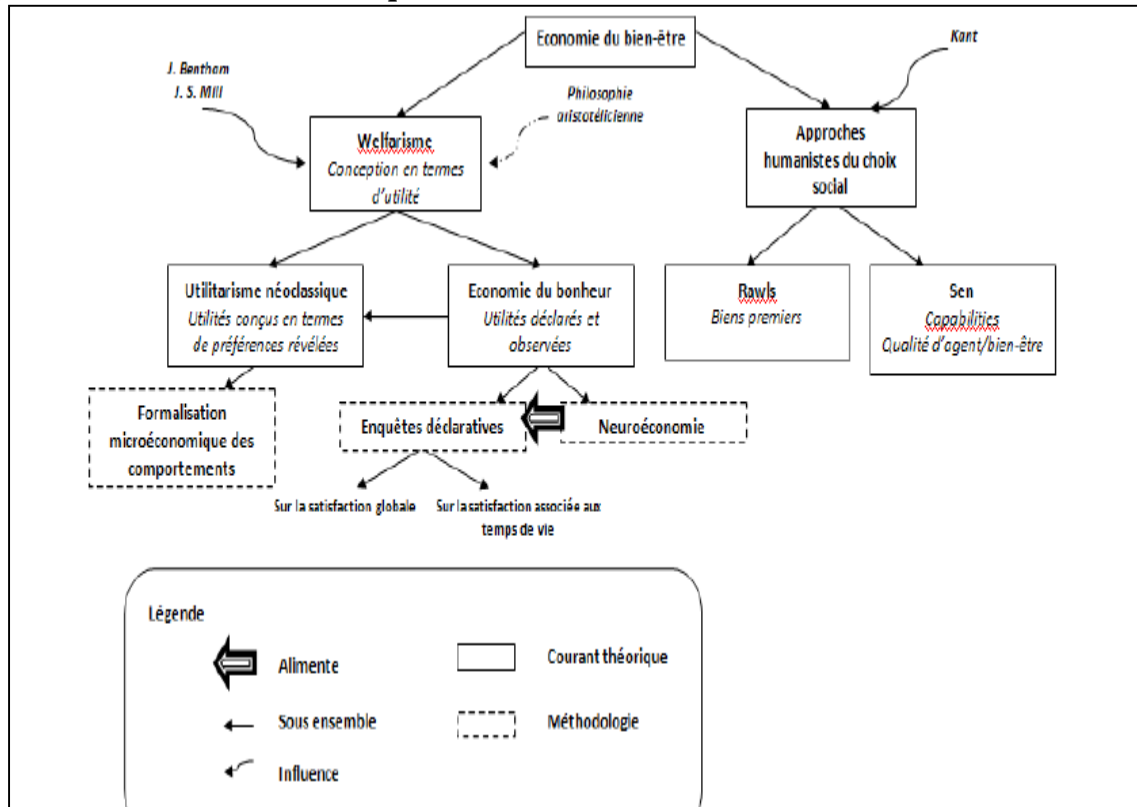 Economie du bien-être
Kant
J. Bentham
J. S. Mill
Philosophie
aristotélicienne
Welfarisme
Conception en termes
d'utilité
Approches
humanistes du choix
social
Utilitarisme néoclassique
Utilités conçus en termes
de préférences révélées
Economie du bonheur
Utilités déclarés et
observées
Rawls
Biens premiers
Sen
Capabilities
Qualité d'agent/bien-être
Formalisation
microéconomique des
comportements
Enquêtes déclaratives
Neuroéconomie
Sur la satisfaction globale
Sur la satisfaction associée aux
temps de vie
Légende
Alimente
Courant théorique
Sous ensemble
Méthodologie
Influence